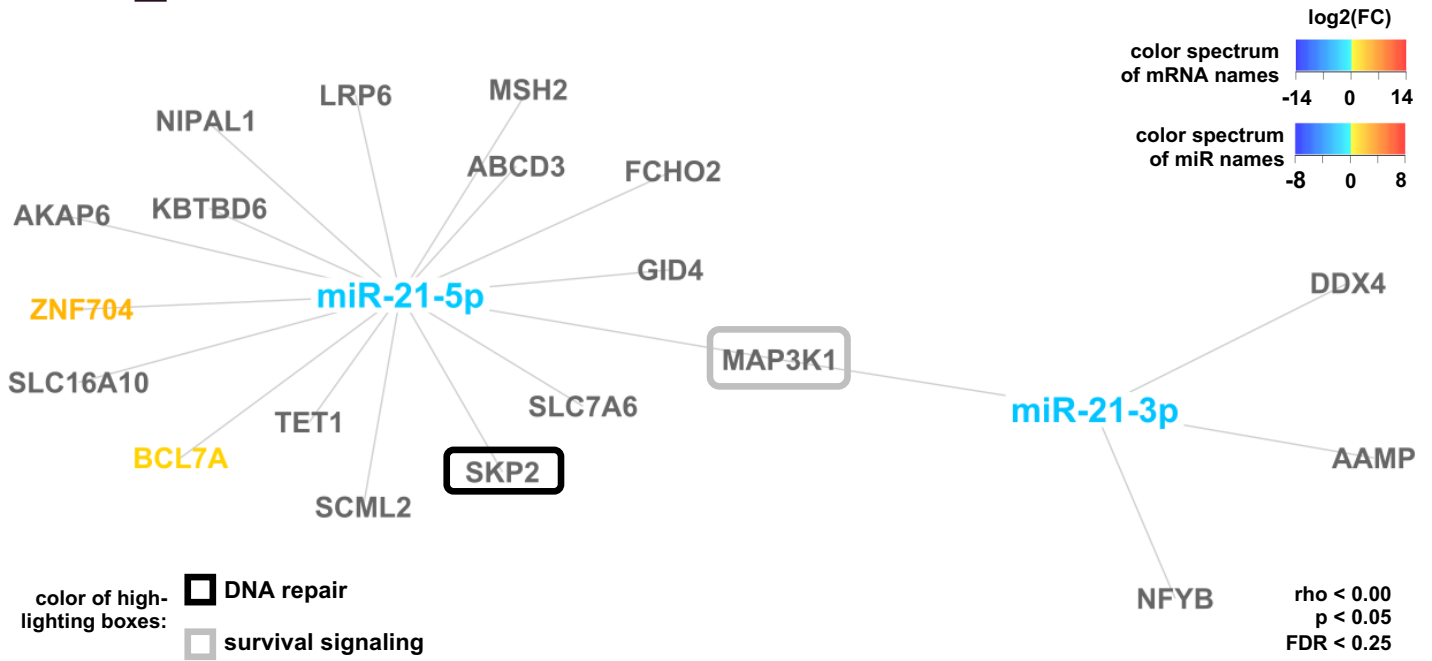 log2(FC)
color spectrum
of mRNA names
-14 0 14
color spectrum
of miR names
-8 0 8
LRP6
MSH2
NIPAL1
ABCD3
FCHO2
AKAP6
KBTBD6
GID4
DDX4
ZNF704
miR-21-5p
MAP3K1
SLC16A10
miR-21-3p
SLC7A6
TET1
BCL7A
AAMP
SKP2
SCML2
NFYB
color of high-
lighting boxes:
DNA repair
survival signaling
rho < 0.00
p < 0.05
FDR < 0.25